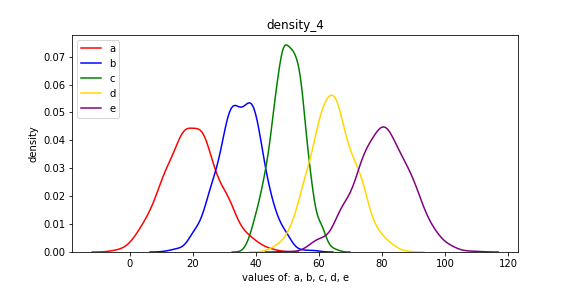 density_4
a
b
c
d
e
0.07
0.06
0.05
0.04
0.03
0.02
0.01
0.00
density
0 20 40 60 80 100 120
values of: a, b, c, d, e